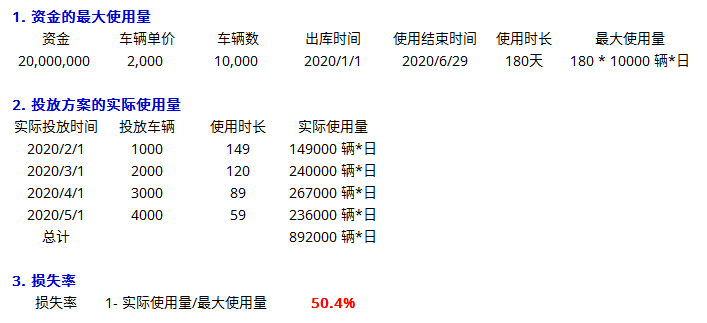 1. 资金的最大使用量
资金 车辆单价 车辆数 出库时间 使用结束时间 使用时长 最大使用量
20,000,000 2,000 10,000 2020/1/1 2020/6/29 180天 180 * 10000 辆*日
2. 投放方案的实际使用量
实际投放时间 投放车辆 使用时长 实际使用量
2020/2/1 1000 149 149000 辆*日
2020/3/1 2000 120 240000 辆*日
2020/4/1 3000 89 267000 辆*日
2020/5/1 4000 59 236000 辆*日
总计 892000 辆*日
3. 损失率
损失率 1- 实际使用量/最大使用量 50.4%